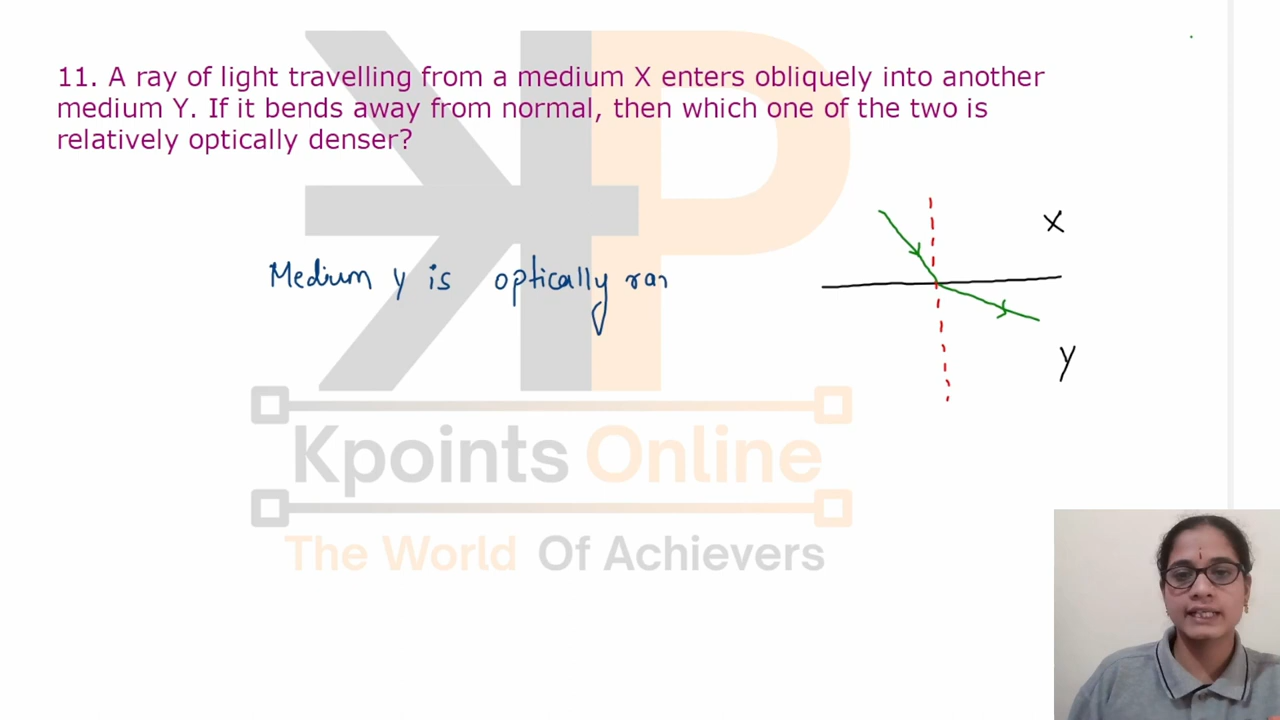 11. A ray of light travelling from a medium X enters obliquely into another
medium Y. If it bends away from normal, then which one of the two is
relatively optically denser?
X
Medium y is optically rar
y
Kpoints Online
The World Of Achievers